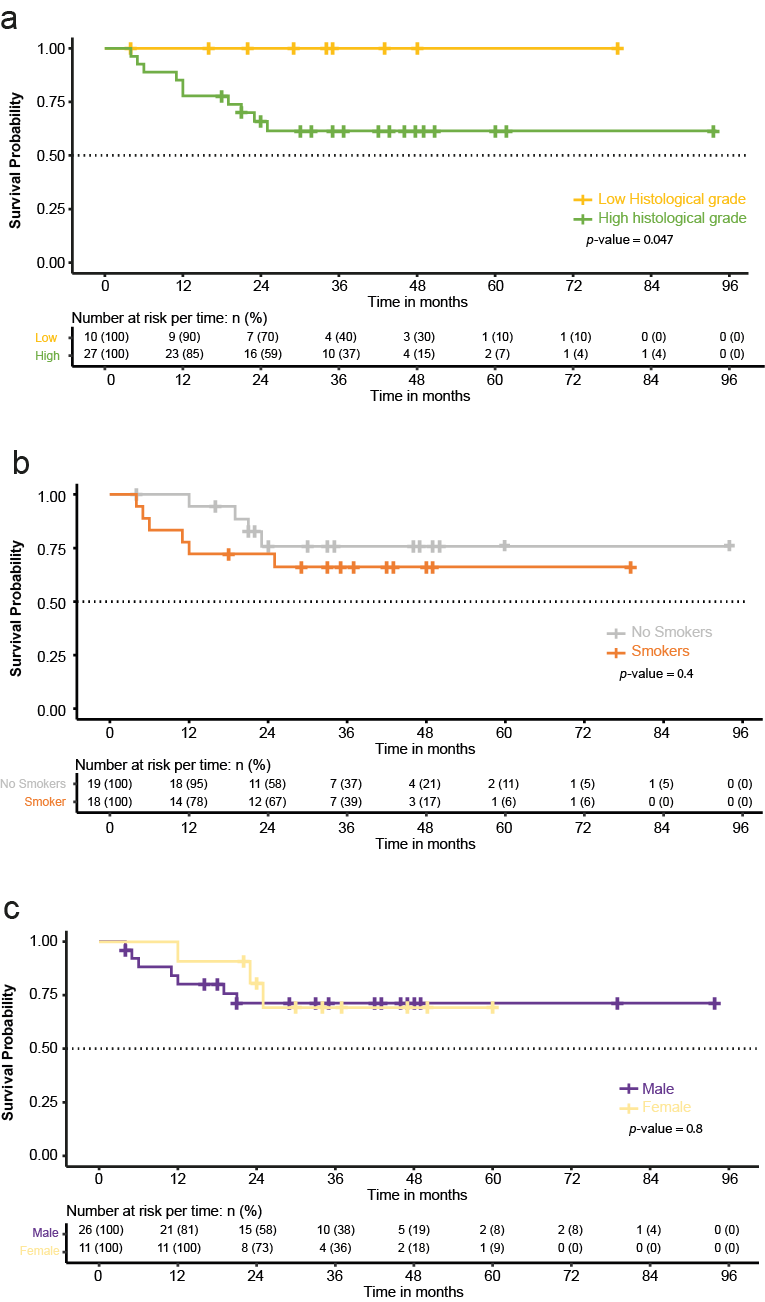 a
1.00
0.75
0.50
0.25
0.00
Survival Probability
Low Histological grade
High histological grade
p-value = 0.047
0 12 24 36 48 60 72 84 96
Time in months
Number at risk per time: n (%)
Low 10 (100) 9 (90) 7 (70) 4 (40) 3 (30) 1 (10) 1 (10) 0 (0) 0 (0)
High 27 (100) 23 (85) 16 (59) 10 (37) 4 (15) 2 (7) 1 (4) 1 (4) 0 (0)
0 12 24 36 48 60 72 84 96
Time in months
b
1.00
0.75
0.50
0.25
0.00
Survival Probability
No Smokers
Smokers
p-value = 0.4
0 12 24 36 48 60 72 84 96
Time in months
Number at risk per time: n (%)
No Smokers 19 (100) 18 (95) 11 (58) 7 (37) 4 (21) 2 (11) 1 (5) 1 (5) 0 (0)
Smoker 18 (100) 14 (78) 12 (67) 7 (39) 3 (17) 1 (6) 1 (6) 0 (0) 0 (0)
0 12 24 36 48 60 72 84 96
Time in months
c
1.00
0.75
0.50
0.25
0.00
Survival Probability
Male
Female
p-value = 0.8
0 12 24 36 48 60 72 84 96
Time in months
Number at risk per time: n (%)
Male 26 (100) 21 (81) 15 (58) 10 (38) 5 (19) 2 (8) 2 (8) 1 (4) 0 (0)
Female 11 (100) 11 (100) 8 (73) 4 (36) 2 (18) 1 (9) 0 (0) 0 (0) 0 (0)
0 12 24 36 48 60 72 84 96
Time in months